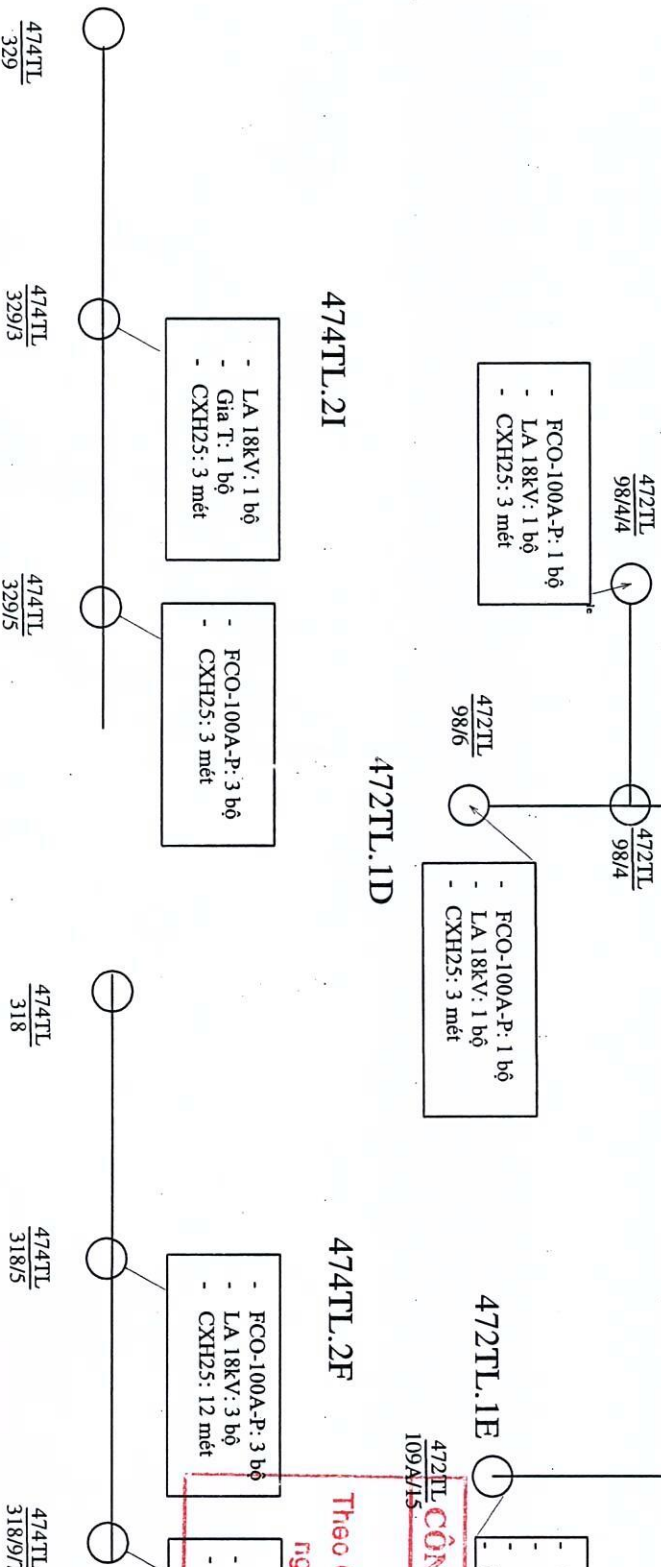 472TL
98/4/4
- FCO-100A-P: 1 bộ
- LA 18kV: 1 bộ
- CXH25: 3 mét
472TL
98/4
472TL
98/6
- FCO-100A-P: 1 bộ
- LA 18kV: 1 bộ
- CXH25: 3 mét
472TL.1D
472TL.1E
472TL
109A/15
CÔN
-
-
-
-
474TL.2I
- LA 18kV: 1 bộ
- Gia T: 1 bộ
- CXH25: 3 mét
- FCO-100A-P: 3 bộ
- CXH25: 3 mét
474TL
329
474TL
329/3
474TL
329/5
474TL.2F
- FCO-100A-P: 3 bộ
- LA 18kV: 3 bộ
- CXH25: 12 mét
Theo
-
-
474TL
318
474TL
318/5
474TL